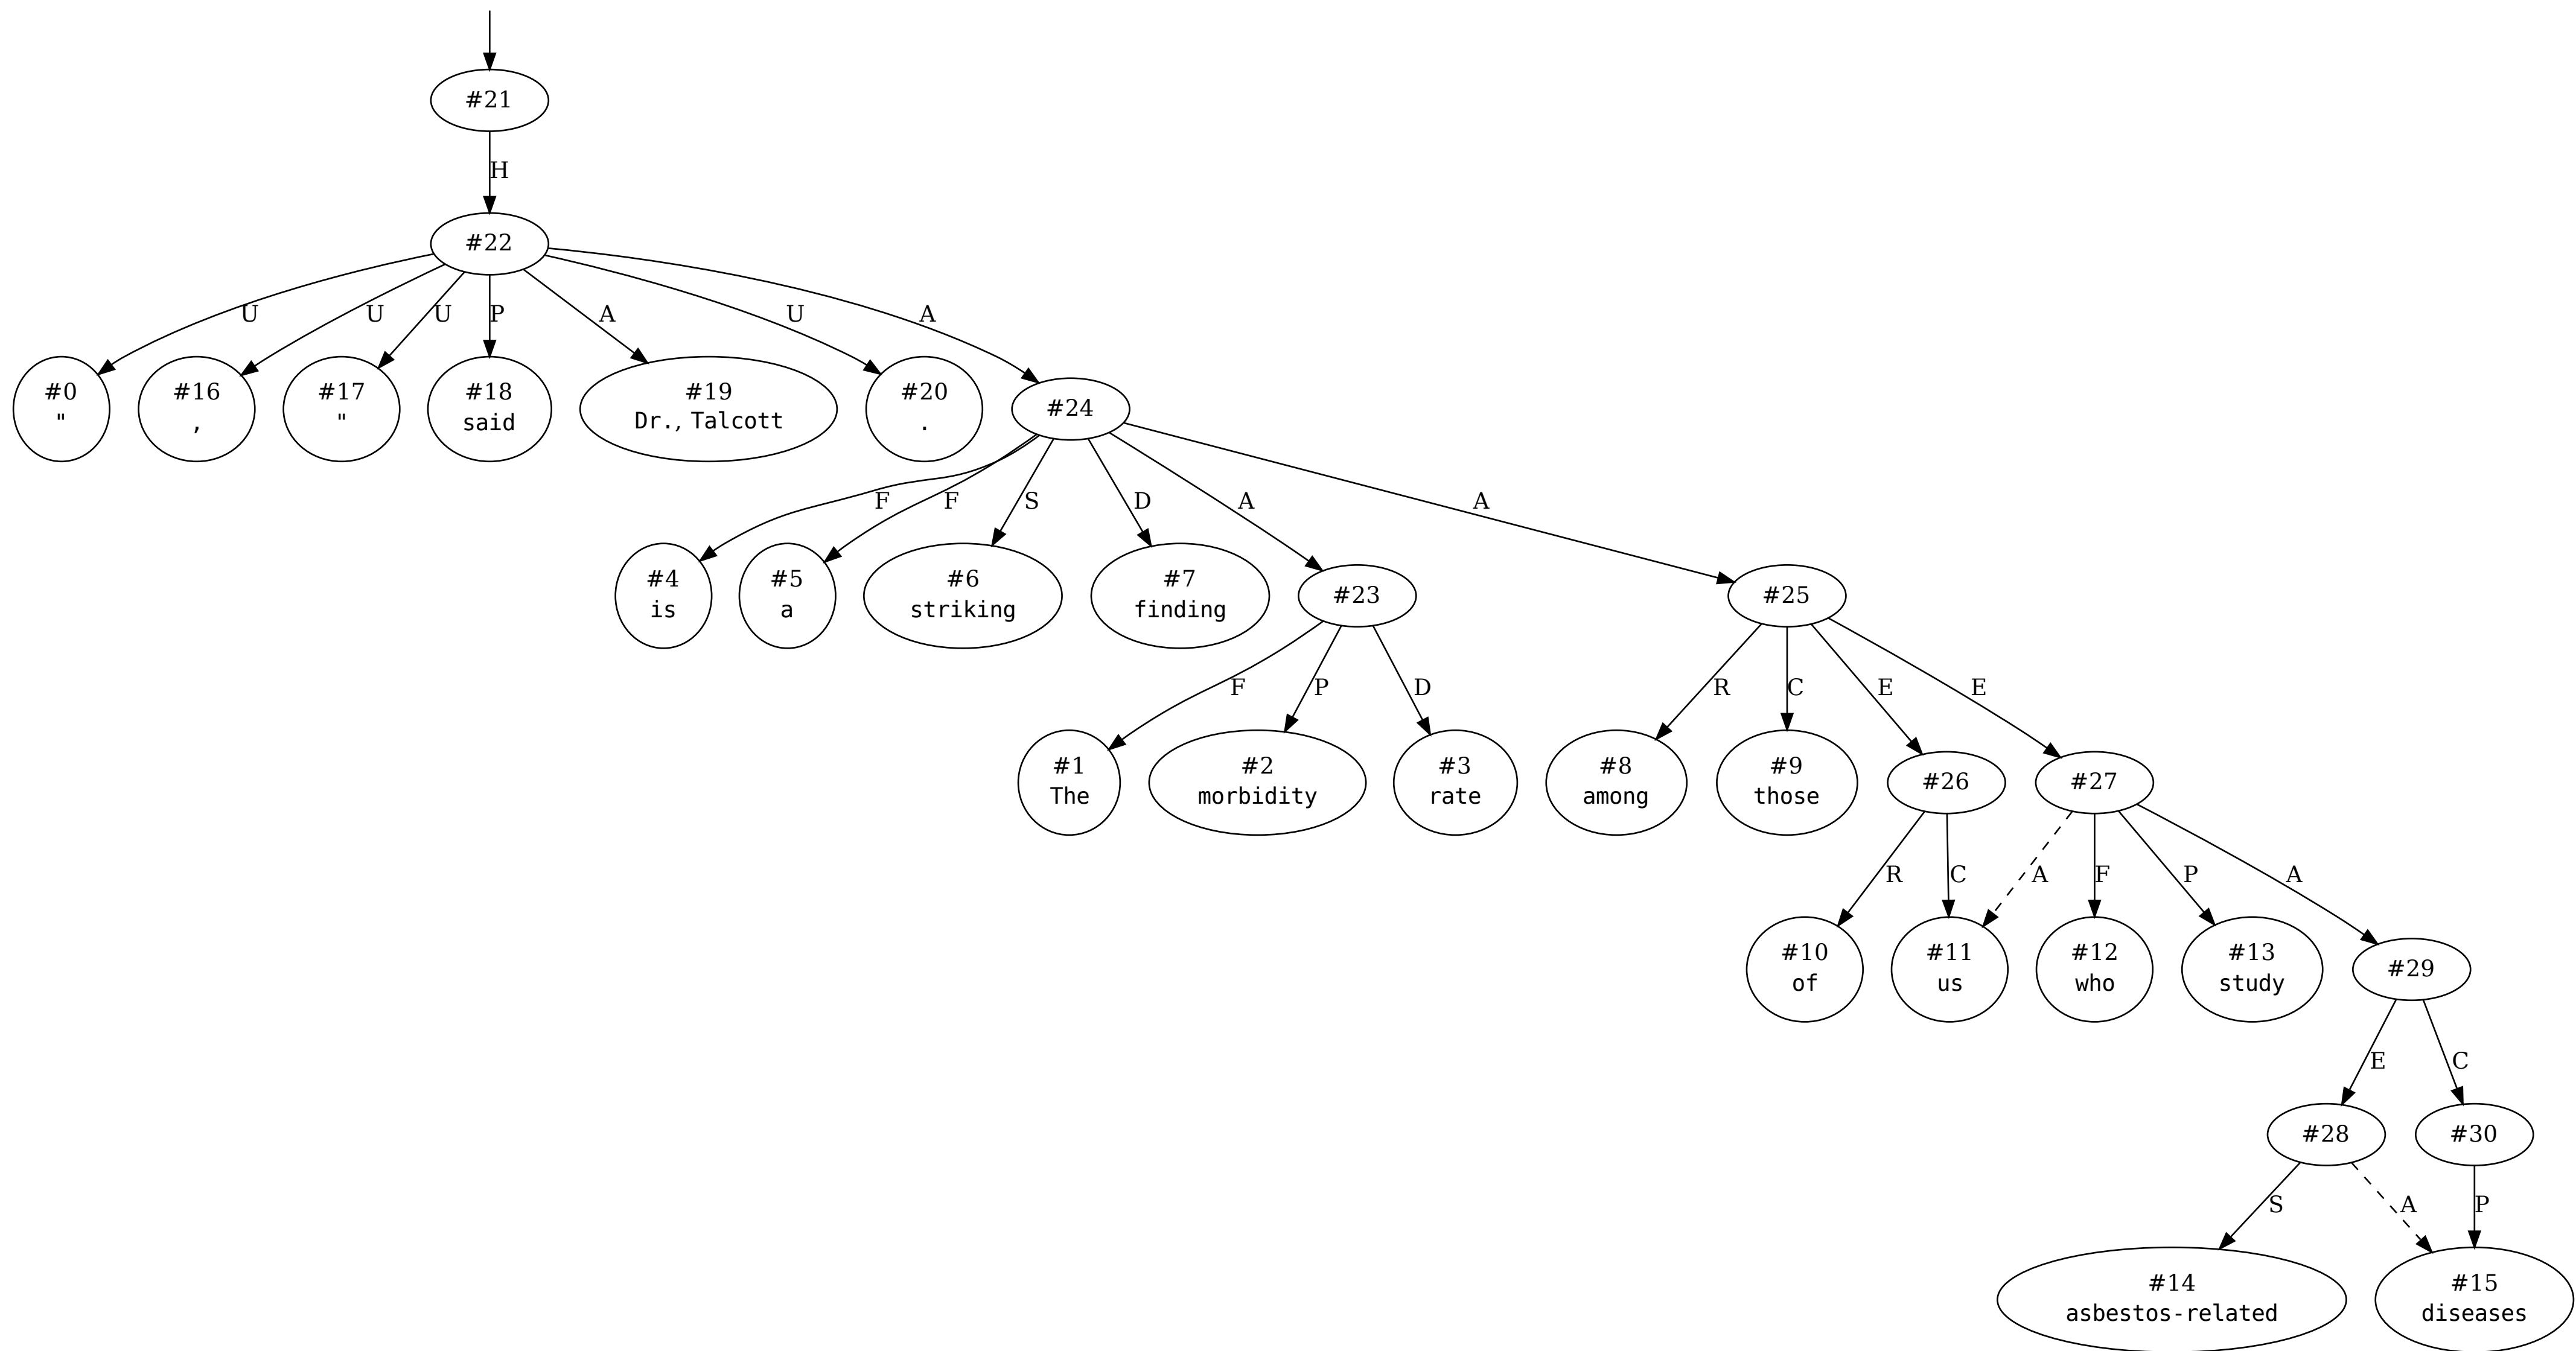 #21
H
#22
U
U
U
P
A
U
A
#0
"
#16
,
#17
"
#18
said
#19
Dr., Talcott
#20
.
#24
F
F
S
D
A
A
#4
is
#5
a
#6
striking
#7
finding
#23
#25
F
P
D
R
C
E
E
#1
The
#2
morbidity
#3
rate
#8
among
#9
those
#26
#27
R
C
A
F
P
A
#10
of
#11
us
#12
who
#13
study
#29
E
C
#28
#30
S
A
P
#14
asbestos-related
#15
diseases